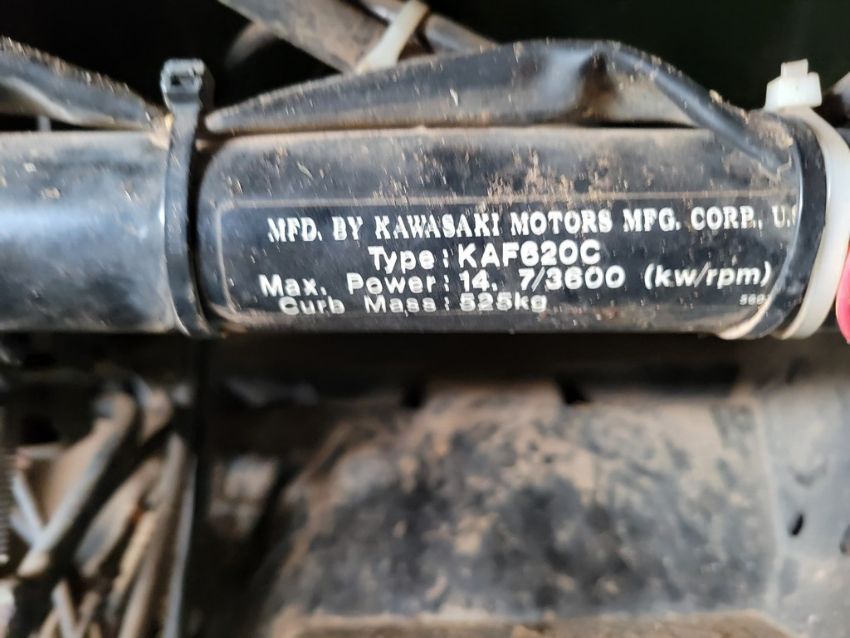 MFD. BY KAWASAKI MOTORS MFG. CORP., U.
Type: KAF620C
Max. Power: 14. 7/3600 (kw/rpm)
Curb Mass: 525kg